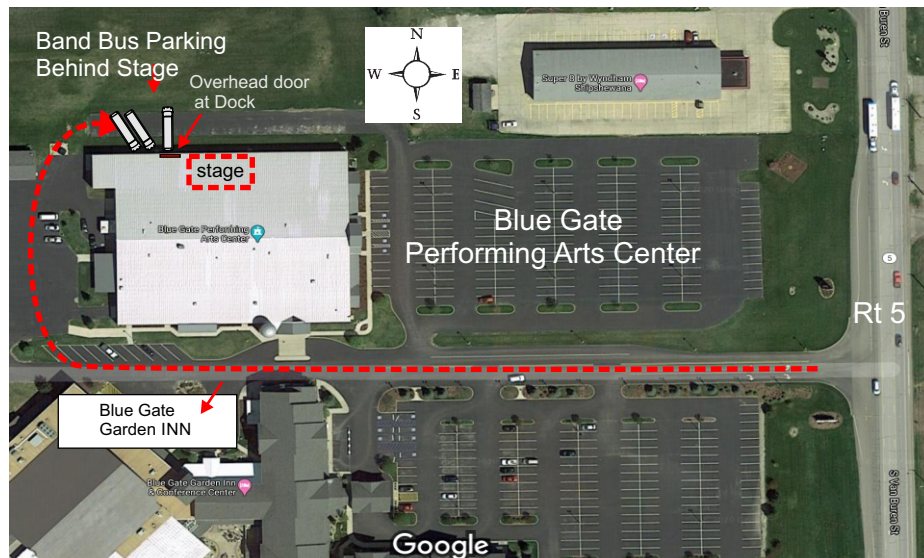 Band Bus Parking
Behind Stage
Overhead door
at Dock
N
W
E
S
Super 8 by Wyndham
Shipshewana
Van Buren St
stage
Blue Gate Performing
Arts Center
Blue Gate
Performing Arts Center
5
Rt 5
Blue Gate
Garden INN
Blue Gate Garden Inn
& Conference Center
S Van Buren St
Google